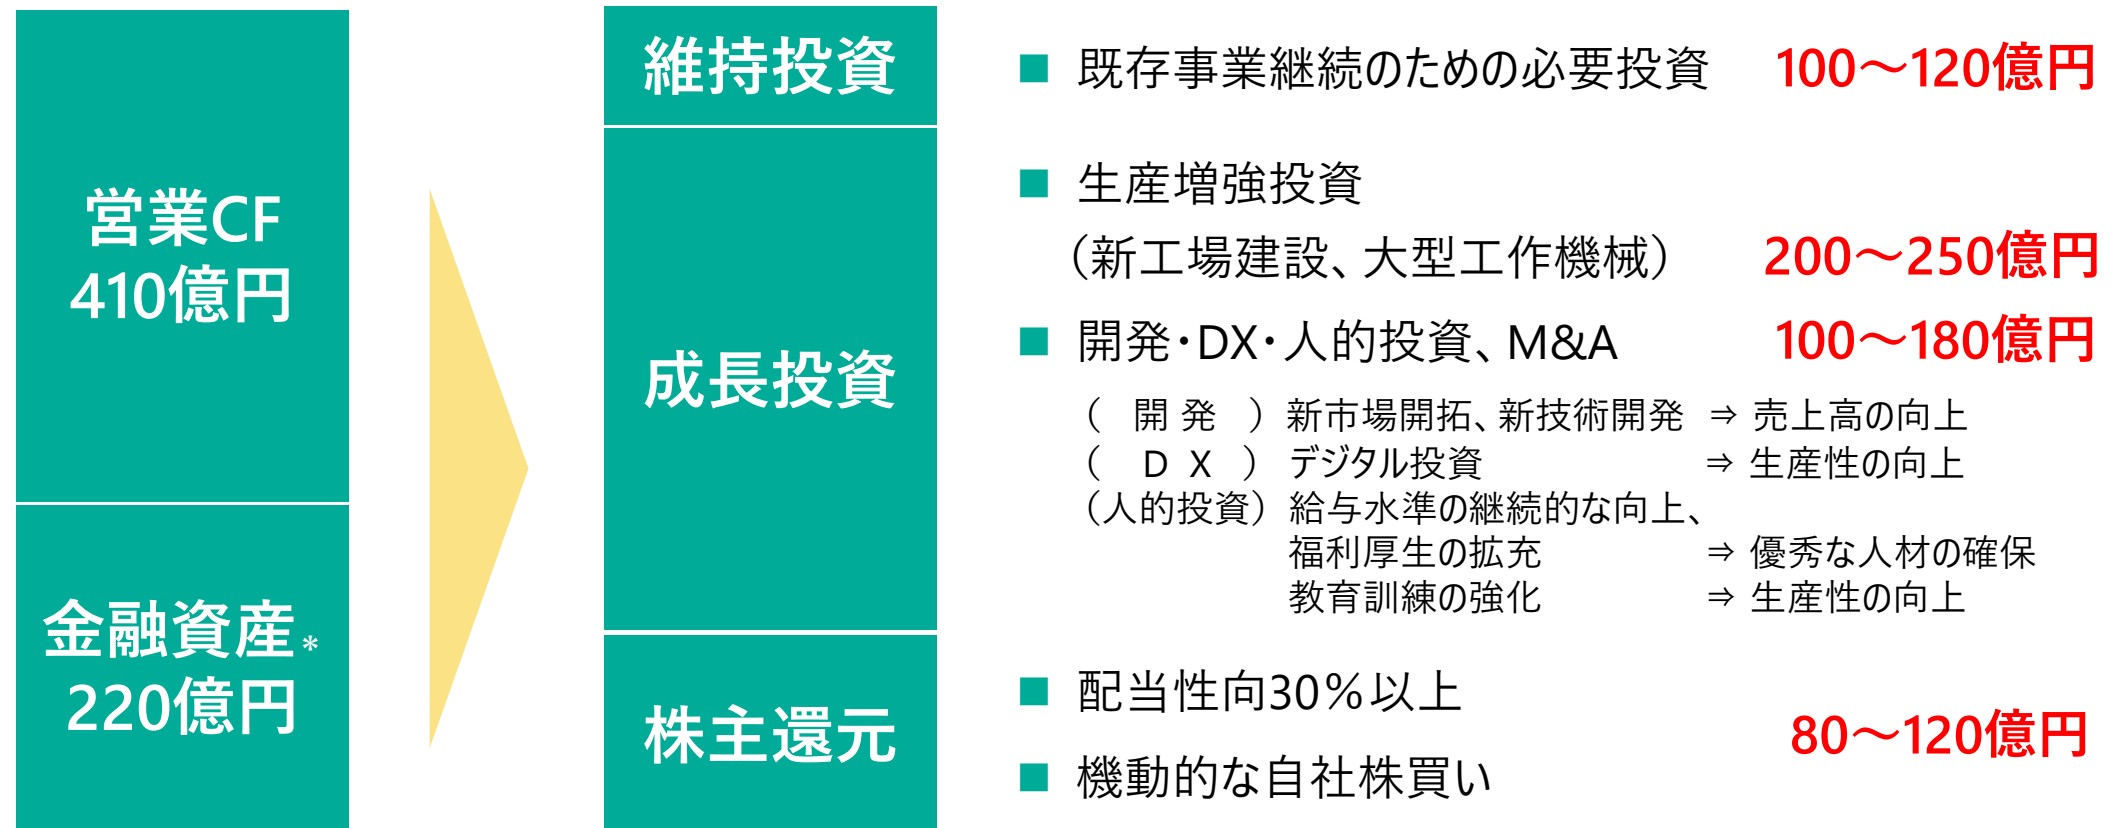 営業CF
410億円
金融資産*
220億円
維持投資
■ 既存事業継続のための必要投資 100～120億円
成長投資
■ 生産増強投資
（新工場建設、大型工作機械） 200～250億円
■ 開発・DX・人的投資、M&A 100～180億円
（ 開 発 ）新市場開拓、新技術開発 ⇒ 売上高の向上
（ D X ）デジタル投資 ⇒ 生産性の向上
（人的投資）給与水準の継続的な向上、
福利厚生の拡充 ⇒ 優秀な人材の確保
教育訓練の強化 ⇒ 生産性の向上
株主還元
■ 配当性向30％以上
80～120億円
■ 機動的な自社株買い